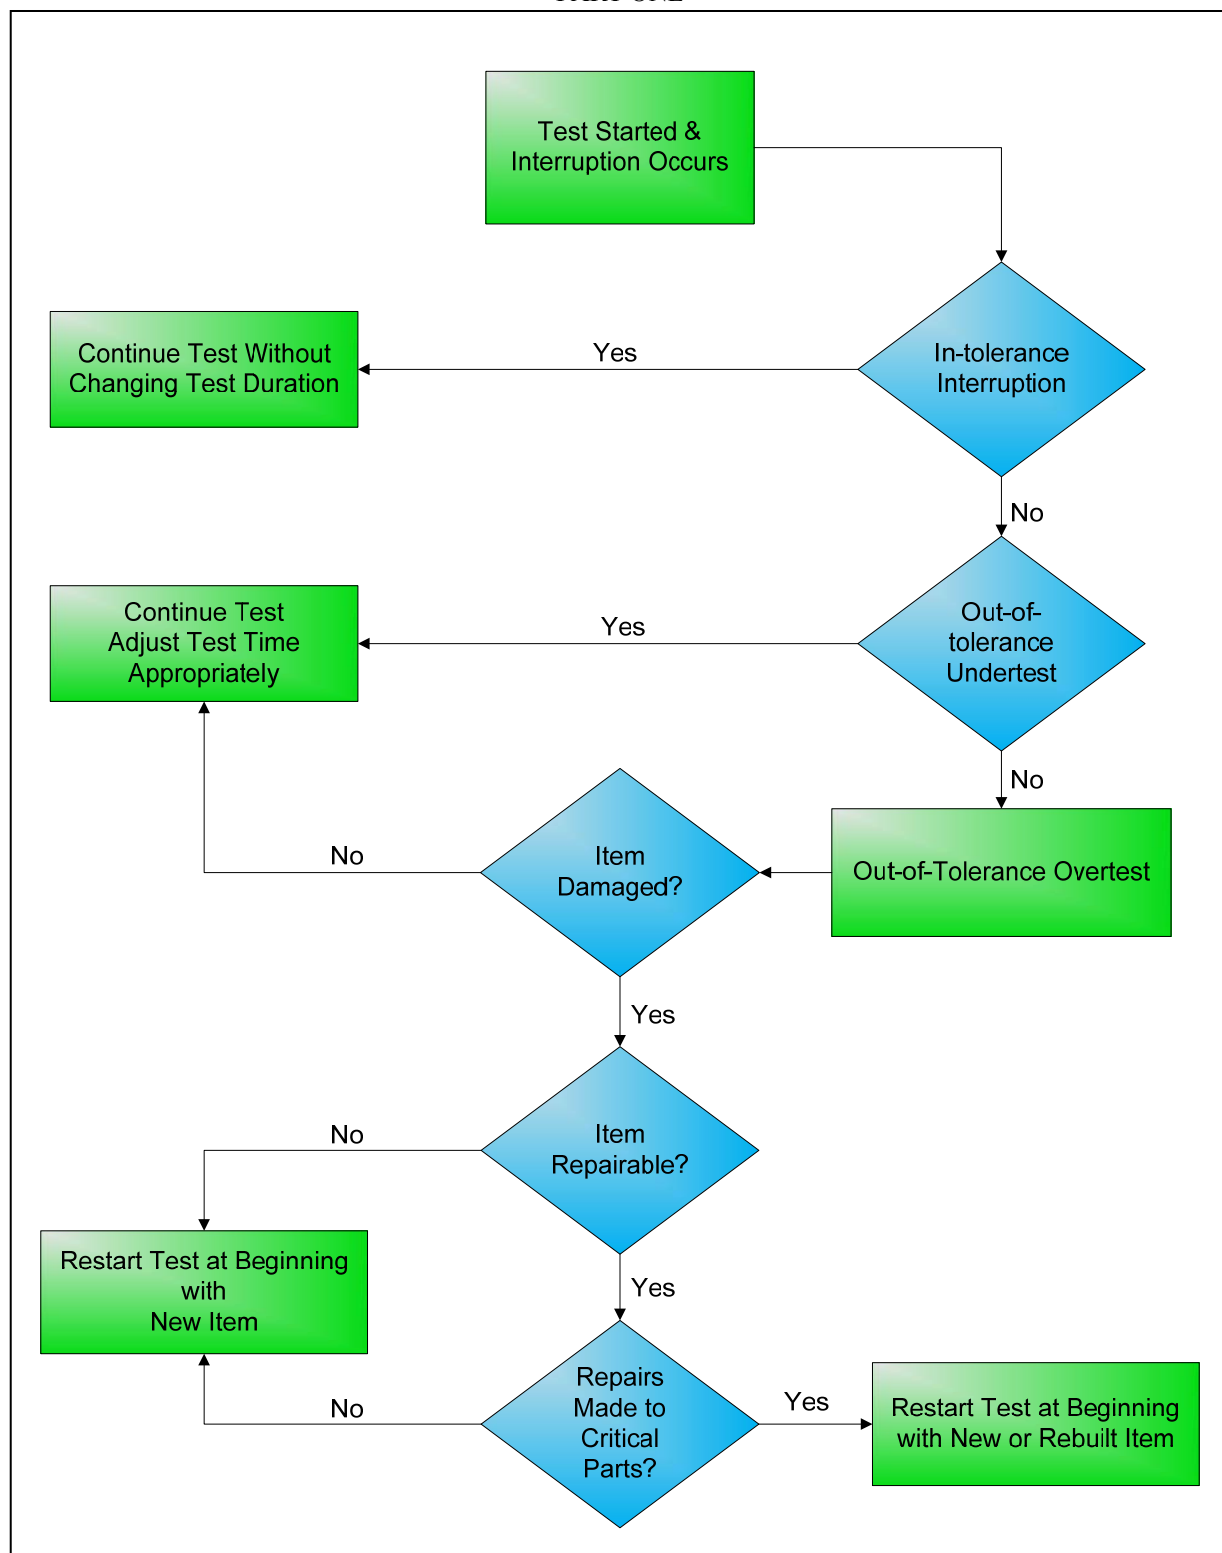 PART ONE
Test Started &
Interruption Occurs
In-tolerance
Interruption
Yes
Continue Test Without
Changing Test Duration
No
Out-of-
tolerance
Undertest
Yes
Continue Test
Adjust Test Time
Appropriately
No
Out-of-Tolerance Overtest
Item
Damaged?
No
Yes
Item
Repairable?
No
Restart Test at Beginning
with
New Item
Yes
Repairs
Made to
Critical
Parts?
No
Yes
Restart Test at Beginning
with New or Rebuilt Item